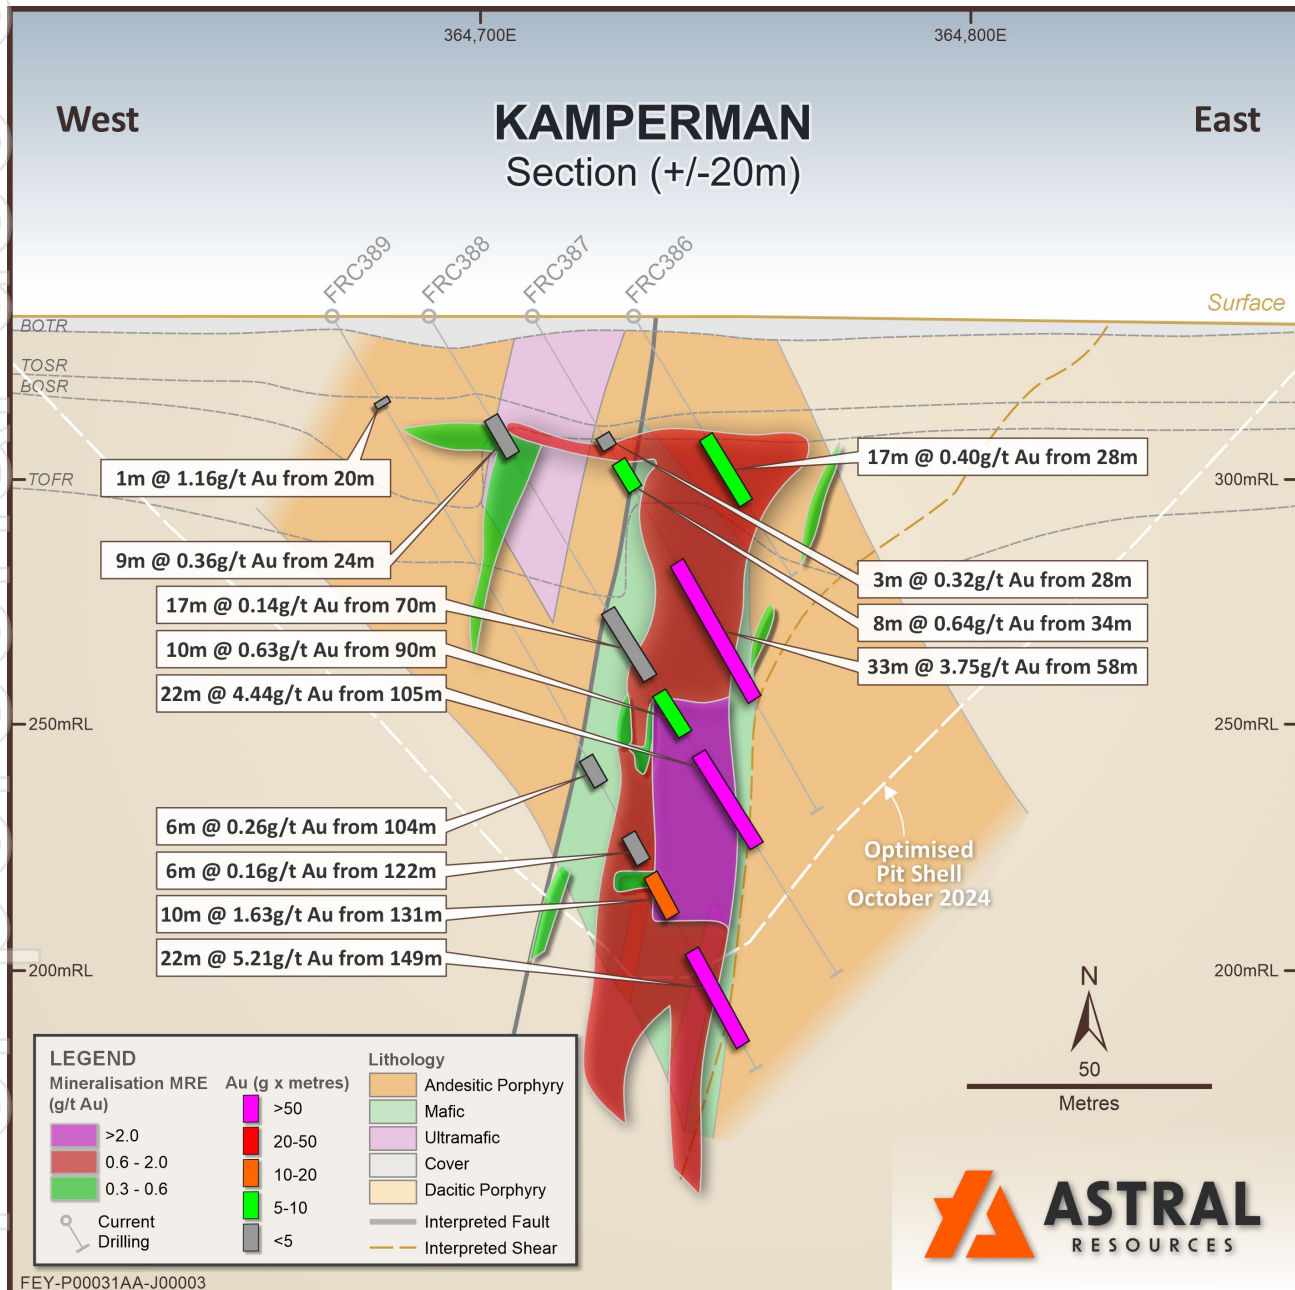 364,700E
364,800E
West
KAMPERMAN
East
Section (+/-20m)
FRC389
FRC388
FRC387
FRC386
Surface
BOTR
TOSR
BOSR
TOFR
1m @ 1.16g/t Au from 20m
17m @ 0.40g/t Au from 28m
300mRL
9m @ 0.36g/t Au from 24m
3m @ 0.32g/t Au from 28m
17m @ 0.14g/t Au from 70m
8m @ 0.64g/t Au from 34m
10m @ 0.63g/t Au from 90m
33m @ 3.75g/t Au from 58m
22m @ 4.44g/t Au from 105m
250mRL
250mRL
6m @ 0.26g/t Au from 104m
6m @ 0.16g/t Au from 122m
10m @ 1.63g/t Au from 131m
22m @ 5.21g/t Au from 149m
Optimised
Pit Shell
October 2024
200mRL
200mRL
N
50
Metres
LEGEND
Mineralisation MRE
(g/t Au)
>2.0
0.6 - 2.0
0.3 - 0.6
Current
Drilling
Au (g x metres)
>50
20-50
10-20
5-10
<5
Lithology
Andesitic Porphyry
Mafic
Ultramafic
Cover
Dacitic Porphyry
Interpreted Fault
Interpreted Shear
ASTRAL
RESOURCES
FEY-P00031AA-J00003